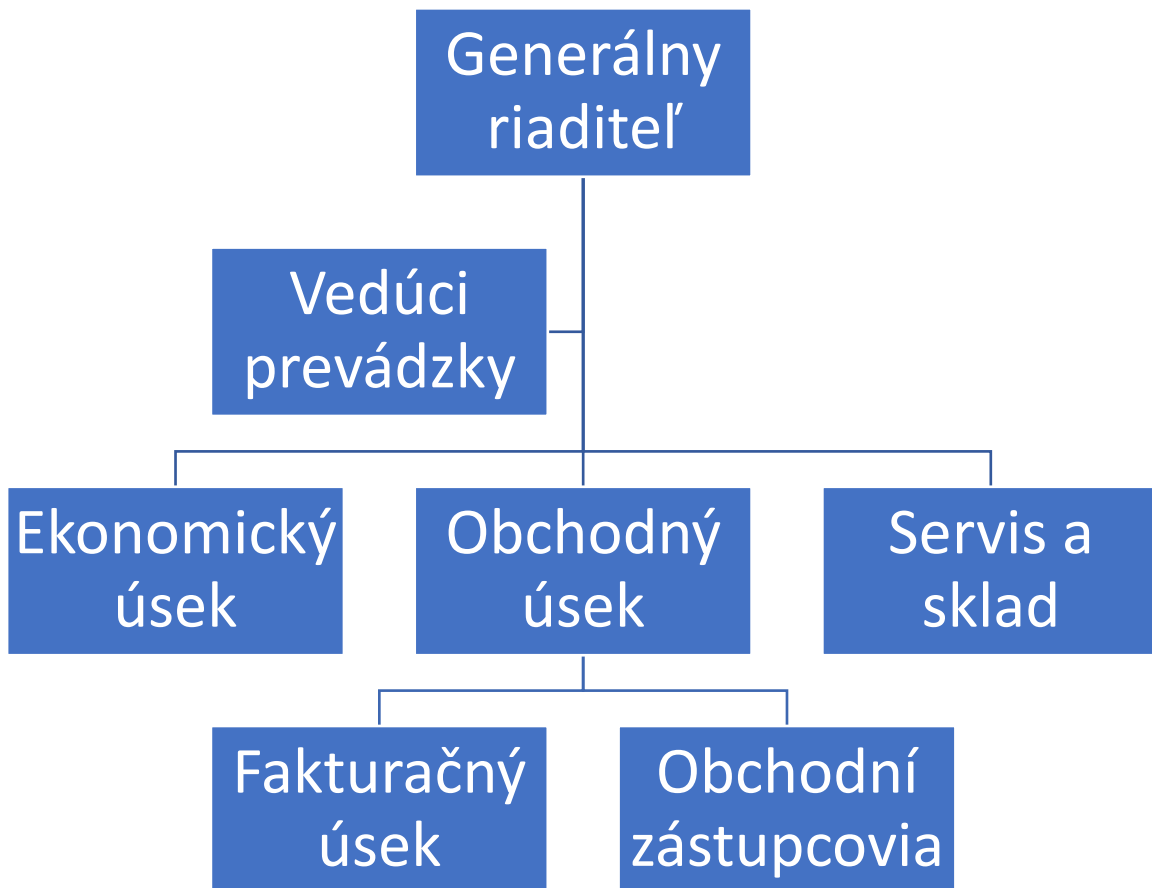 Generálny
riaditeľ
Vedúci
prevádzky
Ekonomický
úsek
Obchodný
úsek
Servis a
sklad
Fakturačný
úsek
Obchodní
zástupcovia